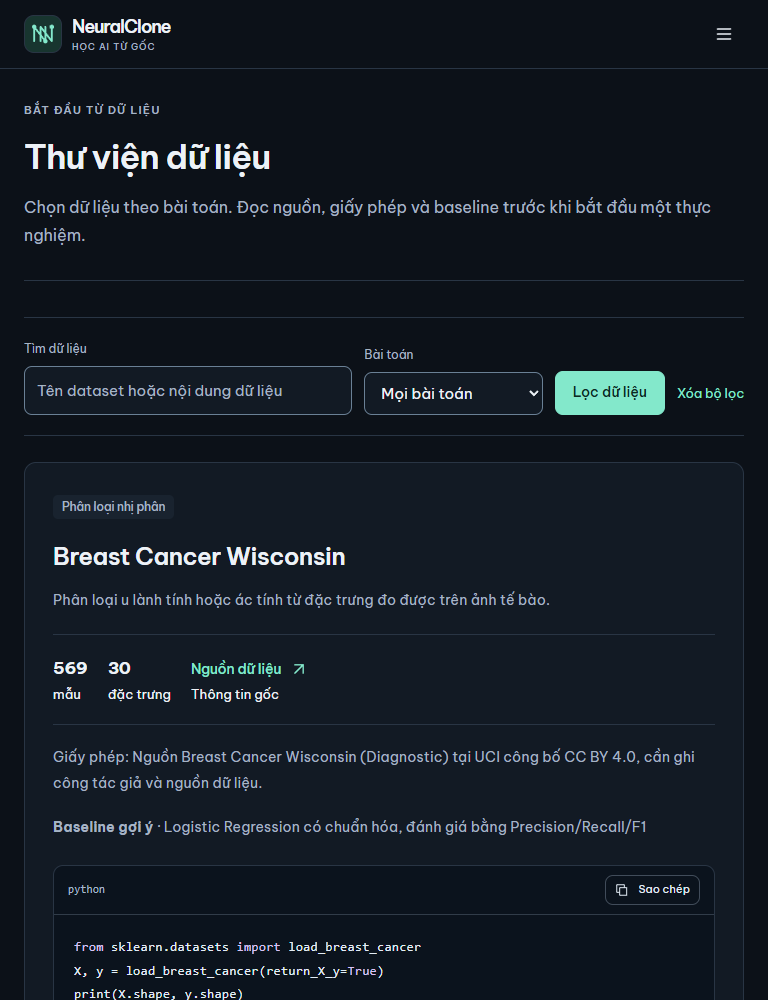 NeuralClone
HỌC AI TỪ GỐC
BẮT ĐẦU TỪ DỮ LIỆU
Thư viện dữ liệu
Chọn dữ liệu theo bài toán. Đọc nguồn, giấy phép và baseline trước khi bắt đầu một thực
nghiệm.
Tìm dữ liệu
Bài toán
Tên dataset hoặc nội dung dữ liệu
Mọi bài toán
Lọc dữ liệu
Xóa bộ lọc
Phân loại nhị phân
Breast Cancer Wisconsin
Phân loại u lành tính hoặc ác tính từ đặc trưng đo được trên ảnh tế bào.
569 30 Nguồn dữ liệu
mẫu đặc trưng Thông tin gốc
Giấy phép: Nguồn Breast Cancer Wisconsin (Diagnostic) tại UCI công bố CC BY 4.0, cần ghi
công tác giả và nguồn dữ liệu.
Baseline gợi ý · Logistic Regression có chuẩn hóa, đánh giá bằng Precision/Recall/F1
python
Sao chép
from sklearn.datasets import load_breast_cancer
X, y = load_breast_cancer(return_X_y=True)
print(X.shape, y.shape)